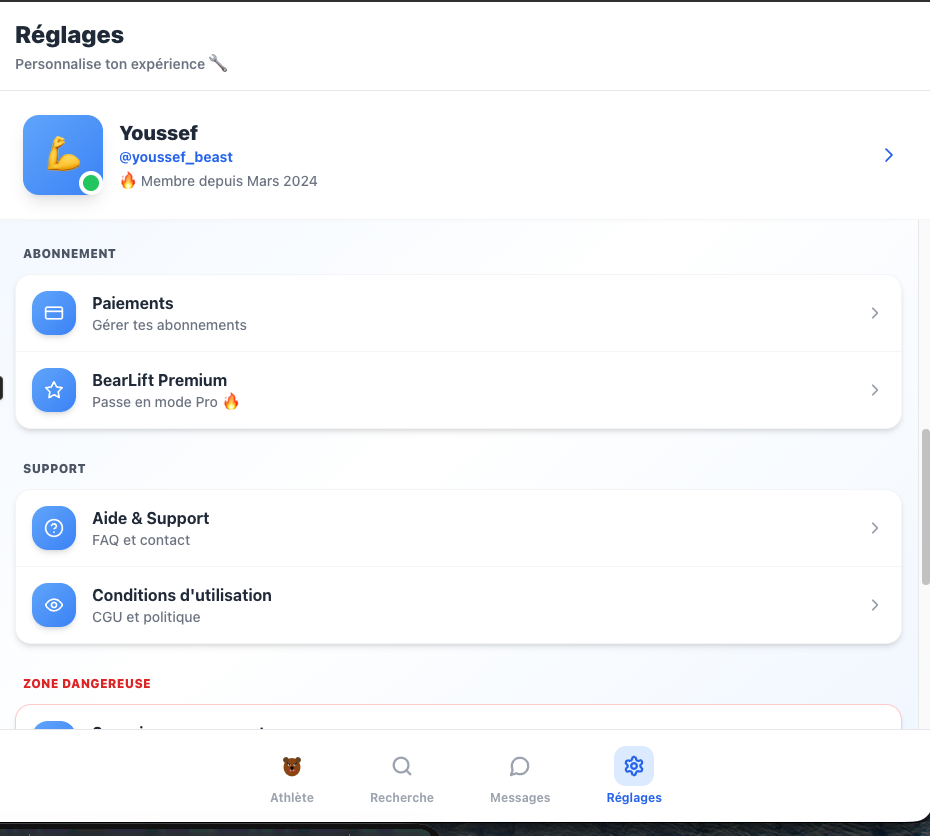 Réglages
Personnalise ton expérience 🔧
Youssef
@youssef_beast
🔥 Membre depuis Mars 2024
ABONNEMENT
Paiements
Gérer tes abonnements
BearLift Premium
Passe en mode Pro 🔥
SUPPORT
Aide & Support
FAQ et contact
Conditions d'utilisation
CGU et politique
ZONE DANGEREUSE
Athlète
Recherche
Messages
Réglages